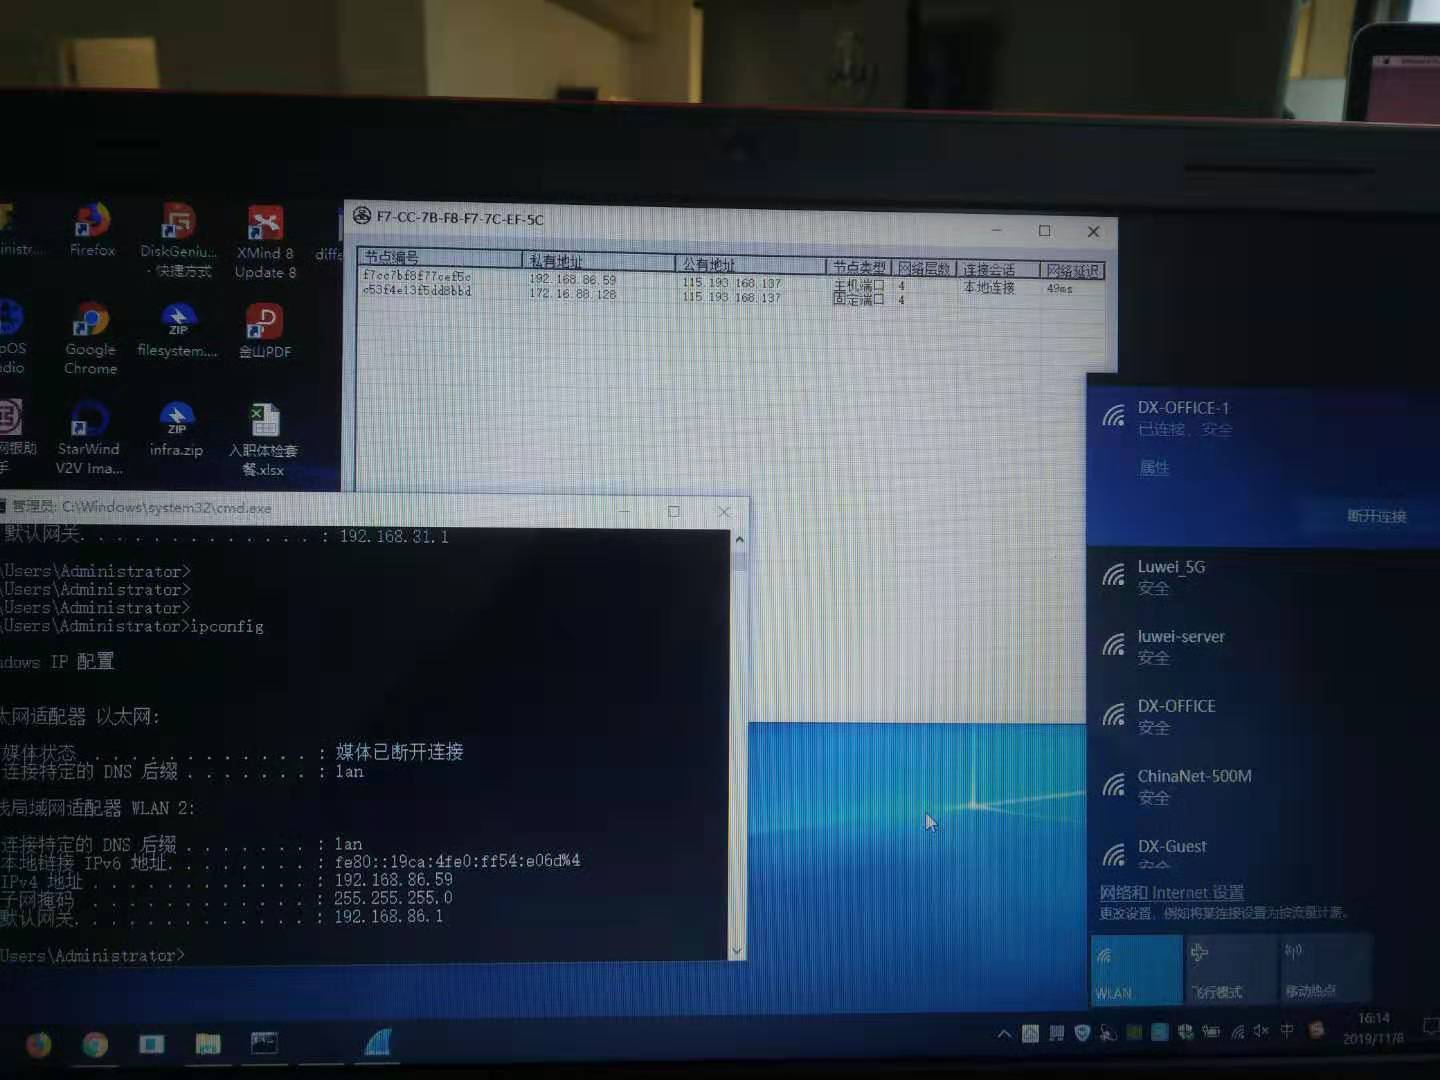 Firefox
DiskGeniu...
- 快捷方式
XMind 8
Update 8
Google
Chrome
ZIP
filesystem....
金山PDF
StarWind
V2V Ima...
ZIP
infra.zip
入职体检套
餐.xlsx
F7-CC-7B-F8-F7-7C-EF-5C
节点编号 私有地址 公有地址 节点类型 网络层数 连接会话 网络延迟
f7cc7bf8f77cef5c 192.168.86.59 115.193.168.137 主机端口 4 本地连接 49ms
c53f4e13f5dd8bbd 172.16.88.128 115.193.168.137 固定端口 4
管理员: C:\Windows\system32\cmd.exe
默认网关. . . . . . . . . . . . . : 192.168.31.1
\Users\Administrator>
\Users\Administrator>
\Users\Administrator>
\Users\Administrator>ipconfig
dows IP 配置
太网适配器 以太网:
媒体状态 . . . . . . . . . . . . : 媒体已断开连接
连接特定的 DNS 后缀 . . . . . . . : lan
线局域网适配器 WLAN 2:
连接特定的 DNS 后缀 . . . . . . . : lan
本地链接 IPv6 地址. . . . . . . . : fe80::19ca:4fe0:ff54:e06d%4
IPv4 地址 . . . . . . . . . . . . : 192.168.86.59
子网掩码 . . . . . . . . . . . . : 255.255.255.0
默认网关. . . . . . . . . . . . . : 192.168.86.1
Users\Administrator>
DX-OFFICE-1
已连接，安全
属性
断开连接
Luwei_5G
安全
luwei-server
安全
DX-OFFICE
安全
ChinaNet-500M
安全
DX-Guest
安全
网络和 Internet 设置
更改设置，例如将某连接设置为按流量计费。
WLAN
飞行模式
移动热点
中
16:14
2019/11/6